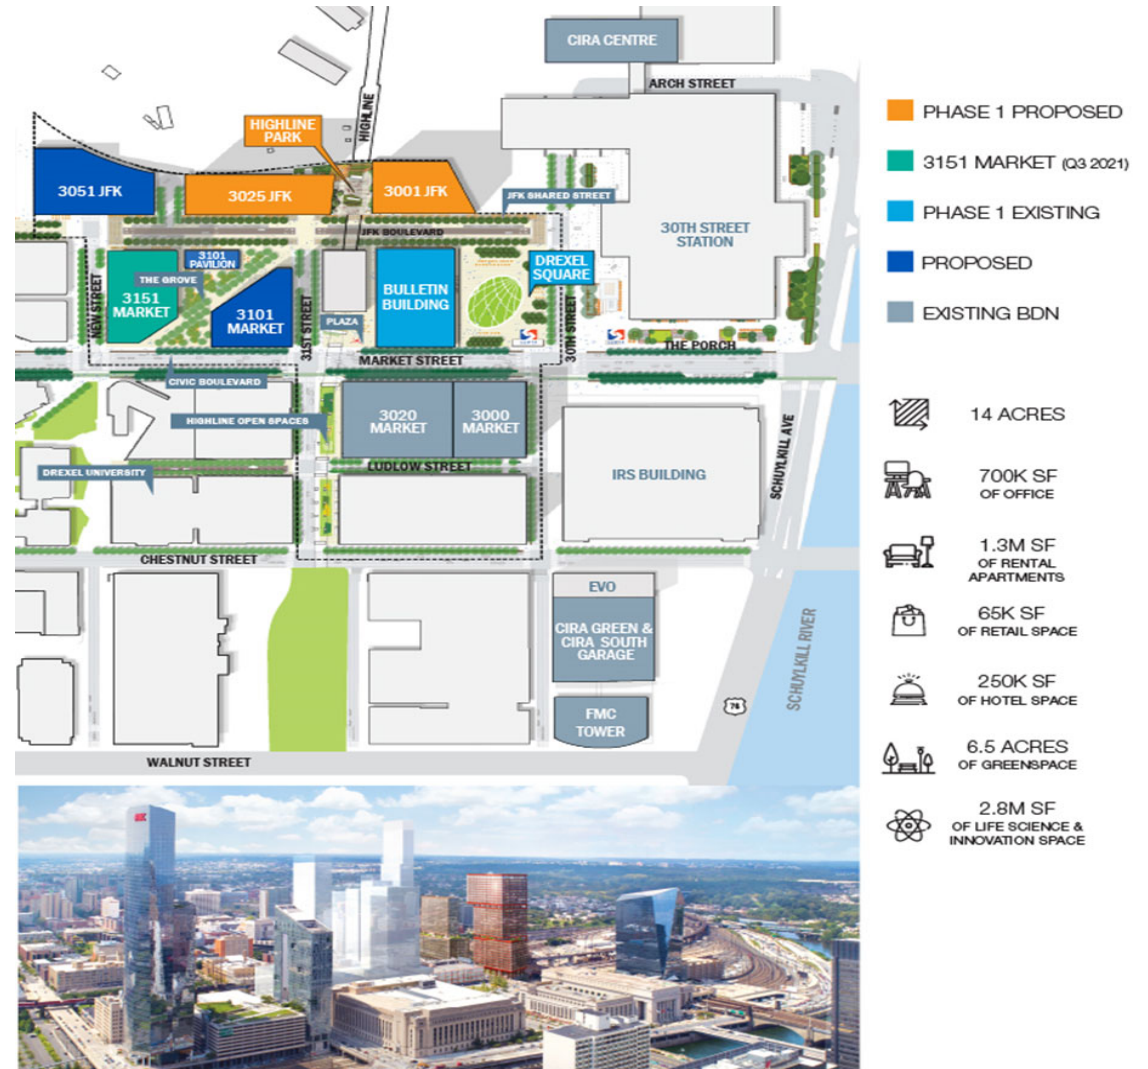 CIRA CENTRE
ARCH STREET
HIGHLINE
HIGHLINE
PARK
3051 JFK
3025 JFK
3001 JFK
JFK SHARED STREET
JFK BOULEVARD
30TH STREET
STATION
3101
PAVILION
THE GROVE
3151
MARKET
3101
MARKET
NEW STREET
31ST STREET
PLAZA
BULLETIN
BUILDING
DREXEL
SQUARE
30TH STREET
THE PORCH
MARKET STREET
CIVIC BOULEVARD
HIGHLINE OPEN SPACES
3020
MARKET
3000
MARKET
IRS BUILDING
SCHUYLKILL AVE
DREXEL UNIVERSITY
LUDLOW STREET
CHESTNUT STREET
EVO
CIRA GREEN &
CIRA SOUTH
GARAGE
FMC
TOWER
76
SCHUYLKILL RIVER
WALNUT STREET
PHASE 1 PROPOSED
3151 MARKET (Q3 2021)
PHASE 1 EXISTING
PROPOSED
EXISTING BDN
14 ACRES
700K SF
OF OFFICE
1.3M SF
OF RENTAL
APARTMENTS
65K SF
OF RETAIL SPACE
250K SF
OF HOTEL SPACE
6.5 ACRES
OF GREENSPACE
2.8M SF
OF LIFE SCIENCE &
INNOVATION SPACE